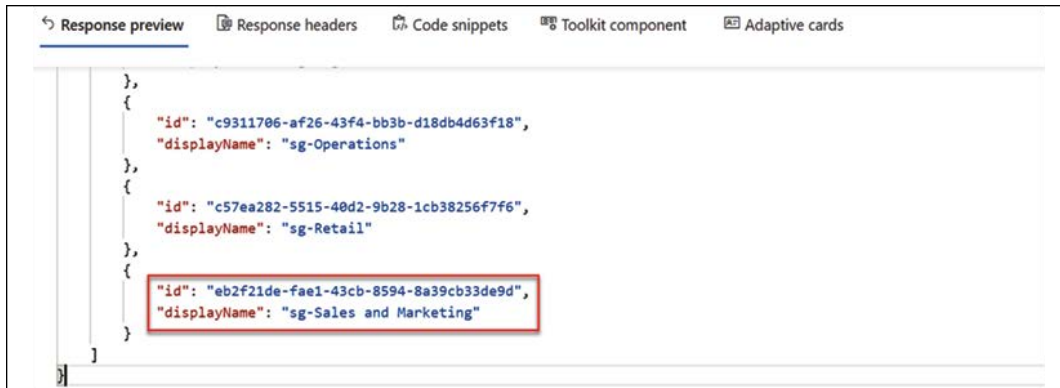 Response preview Response headers Code snippets Toolkit component Adaptive cards
},
{
"id": "c9311706-af26-43f4-bb3b-d18db4d63f18",
"displayName": "sg-Operations"
},
{
"id": "c57ea282-5515-40d2-9b28-1cb38256f7f6",
"displayName": "sg-Retail"
},
{
"id": "eb2f21de-fae1-43cb-8594-8a39cb33de9d",
"displayName": "sg-Sales and Marketing"
}
]
}